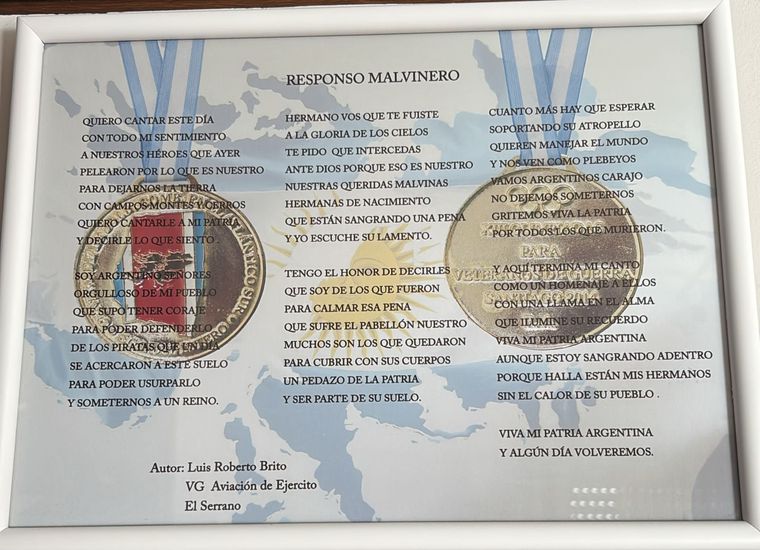 RESPONSO MALVINERO
QUIERO CANTAR ESTE DÍA
CON TODO MI SENTIMIENTO
A NUESTROS HÉROES QUE AYER
PELEARON POR LO QUE ES NUESTRO
PARA DEJARNOS LA TIERRA
CON CAMPOS MONTES Y CERROS
QUIERO CANTARLE A MI PATRIA
Y DECIRLE LO QUE SIENTO .
SOY ARGENTINO SEÑORES
ORGULLOSO DE MI PUEBLO
QUE SUPO TENER CORAJE
PARA PODER DEFENDERLO
DE LOS PIRATAS QUE UN DÍA
SE ACERCARON A ESTE SUELO
PARA PODER USURPARLO
Y SOMETERNOS A UN REINO.
HERMANO VOS QUE TE FUISTE
A LA GLORIA DE LOS CIELOS
TE PIDO QUE INTERCEDAS
ANTE DIOS PORQUE ESO ES NUESTRO
NUESTRAS QUERIDAS MALVINAS
HERMANAS DE NACIMIENTO
QUE ESTÁN SANGRANDO UNA PENA
Y YO ESCUCHE SU LAMENTO.
TENGO EL HONOR DE DECIRLES
QUE SOY DE LOS QUE FUERON
PARA CALMAR ESA PENA
QUE SUFRE EL PABELLÓN NUESTRO
MUCHOS SON LOS QUE QUEDARON
PARA CUBRIR CON SUS CUERPOS
UN PEDAZO DE LA PATRIA
Y SER PARTE DE SU SUELO.
CUANTO MÁS HAY QUE ESPERAR
SOPORTANDO SU ATROPELLO
QUIEREN MANEJAR EL MUNDO
Y NOS VEN COMO PLEBEYOS
VAMOS ARGENTINOS CARAJO
NO DEJEMOS SOMETERNOS
GRITEMOS VIVA LA PATRIA
POR TODOS LOS QUE MURIERON.
Y AQUÍ TERMINA MI CANTO
COMO UN HOMENAJE A ELLOS
CON UNA LLAMA EN EL ALMA
QUE ILUMINE SU RECUERDO
VIVA MI PATRIA ARGENTINA
AUNQUE ESTOY SANGRANDO ADENTRO
PORQUE HALLA ESTÁN MIS HERMANOS
SIN EL CALOR DE SU PUEBLO .
VIVA MI PATRIA ARGENTINA
Y ALGÚN DÍA VOLVEREMOS.
Autor: Luis Roberto Brito
VG Aviación de Ejercito
El Serrano
PARA
VETERANOS DE GUERRA